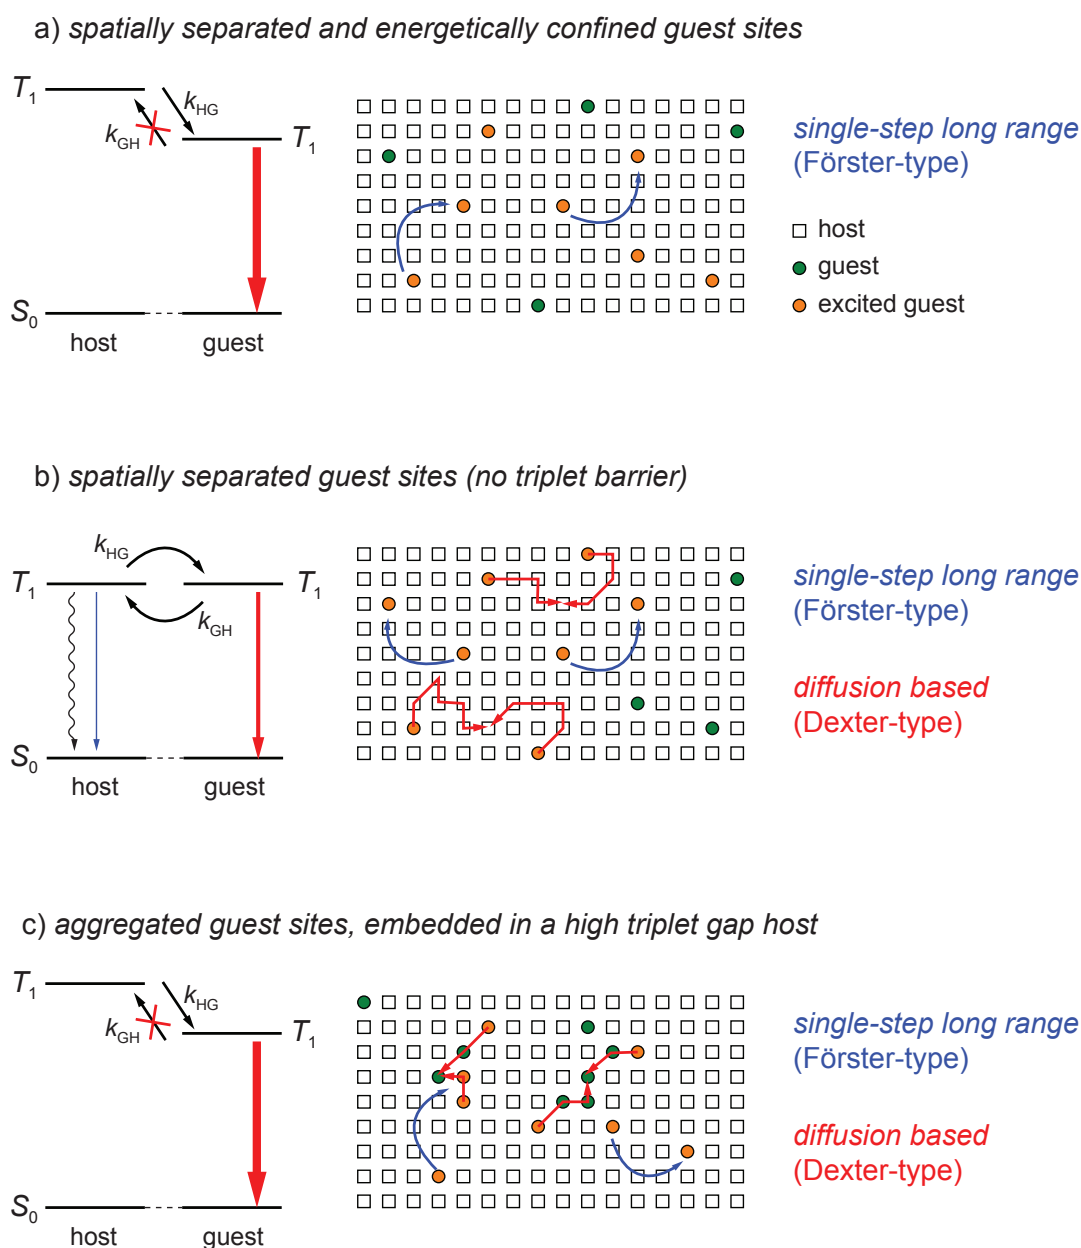 a) spatially separated and energetically confined guest sites
T1
kHG
kGH
T1
S0
host
guest
single-step long range
(Förster-type)
host
guest
excited guest
b) spatially separated guest sites (no triplet barrier)
kHG
T1
T1
kGH
S0
host
guest
single-step long range
(Förster-type)
diffusion based
(Dexter-type)
c) aggregated guest sites, embedded in a high triplet gap host
T1
kHG
kGH
T1
S0
host
guest
single-step long range
(Förster-type)
diffusion based
(Dexter-type)